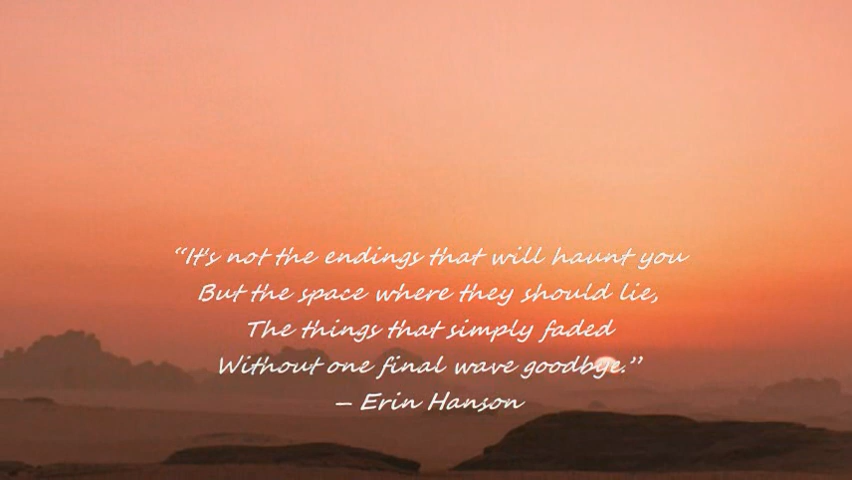 “It's not the endings that will haunt you
But the space where they should lie,
The things that simply faded
Without one final wave goodbye.”
– Erin Hanson